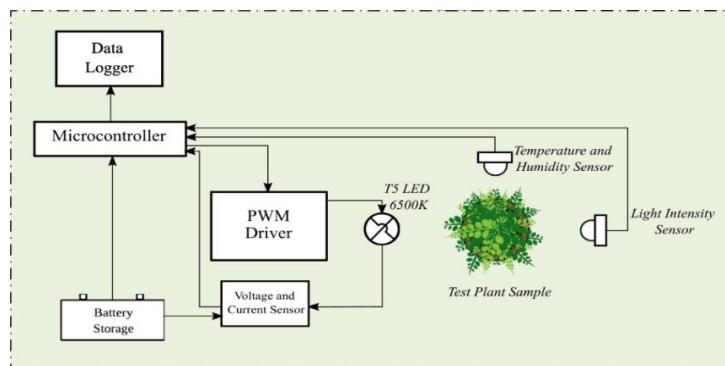 Data
Logger
Microcontroller
Temperature and
Humidity Sensor
T5 LED
6500K
PWM
Driver
Light Intensity
Sensor
Test Plant Sample
Voltage and
Current Sensor
Battery
Storage